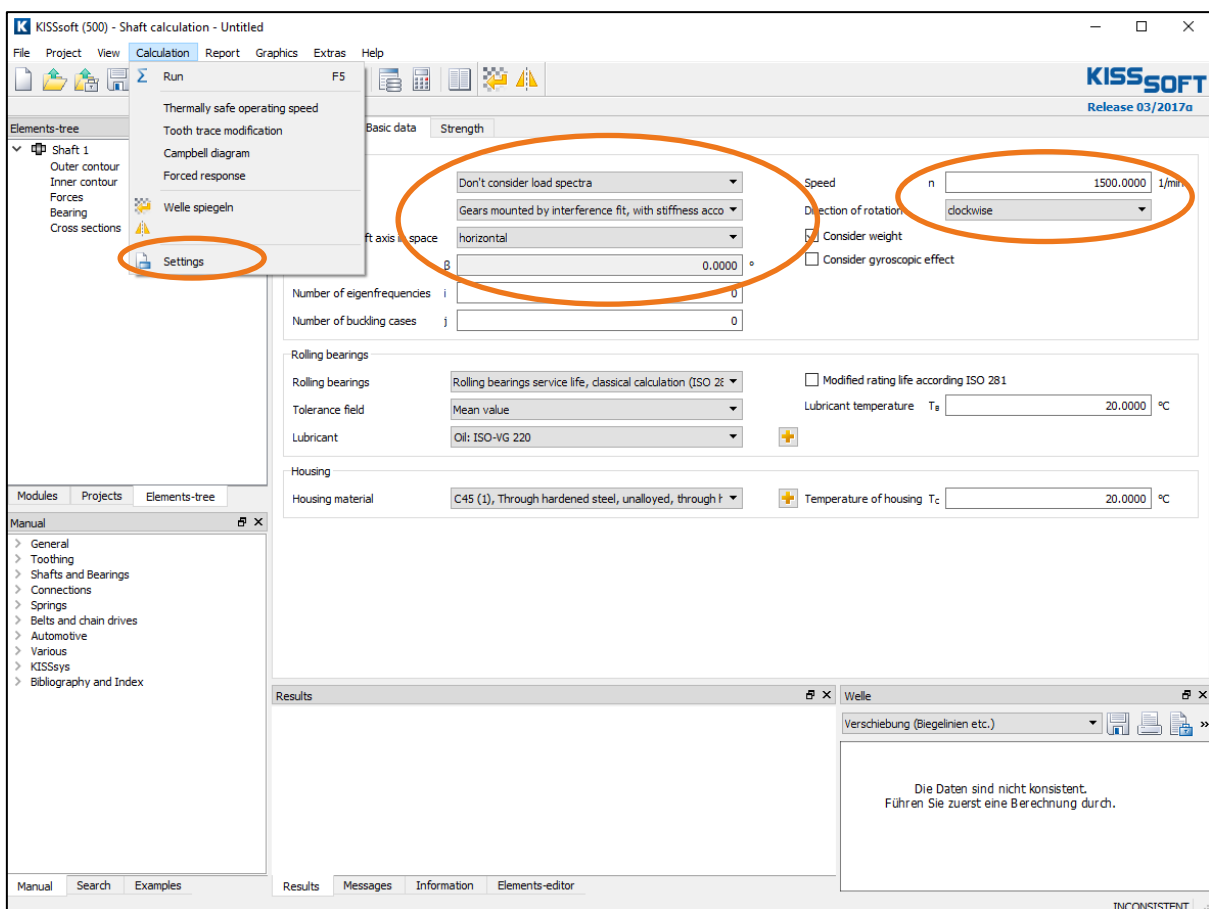 KISSsoft (500) - Shaft calculation - Untitled
File Project View Calculation Report Graphics Extras Help
Σ Run F5
KISSSOFT
Release 03/2017a
Thermally safe operating speed
Tooth trace modification
Campbell diagram
Forced response
Welle spiegeln
Settings
Elements-tree
Shaft 1
Outer contour
Inner contour
Forces
Bearing
Cross sections
Basic data Strength
Don't consider load spectra
Speed n 1500.0000 1/min
Gears mounted by interference fit, with stiffness acco
Direction of rotation clockwise
ft axis in space horizontal
Consider weight
β 0.0000 °
Consider gyroscopic effect
Number of eigenfrequencies i 0
Number of buckling cases j 0
Rolling bearings
Rolling bearings Rolling bearings service life, classical calculation (ISO 28
Modified rating life according ISO 281
Tolerance field Mean value
Lubricant temperature TB 20.0000 °C
Lubricant Oil: ISO-VG 220
Housing
Housing material C45 (1), Through hardened steel, unalloyed, through h
Temperature of housing TC 20.0000 °C
Modules Projects Elements-tree
Manual
General
Toothing
Shafts and Bearings
Connections
Springs
Belts and chain drives
Automotive
Various
KISSsys
Bibliography and Index
Manual Search Examples
Results
Results Messages Information Elements-editor
Welle
Verschiebung (Biegelinien etc.)
»
Die Daten sind nicht konsistent.
Führen Sie zuerst eine Berechnung durch.
INCONSISTENT